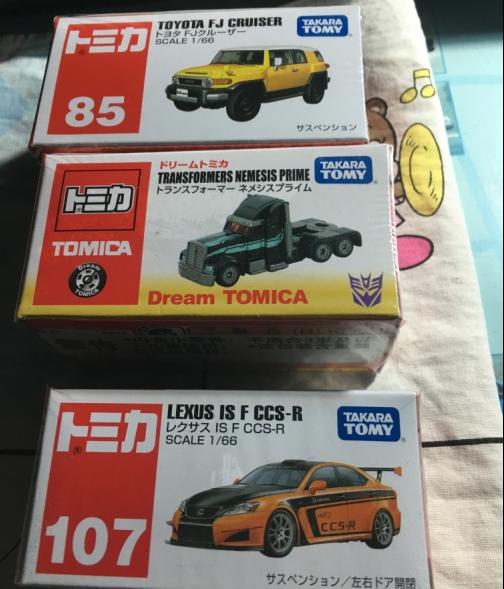 トミカ
85
TOYOTA FJ CRUISER
トヨタ FJクルーザー
SCALE 1/66
TAKARA
TOMY
サスペンション
トミカ
TOMICA
Dream
TOMICA
ドリームトミカ
TRANSFORMERS NEMESIS PRIME
トランスフォーマー ネメシスプライム
TAKARA
TOMY
Dream TOMICA
トミカ
107
LEXUS IS F CCS-R
レクサス IS F CCS-R
SCALE 1/66
TAKARA
TOMY
CCS-R
サスペンション/左右ドア開閉